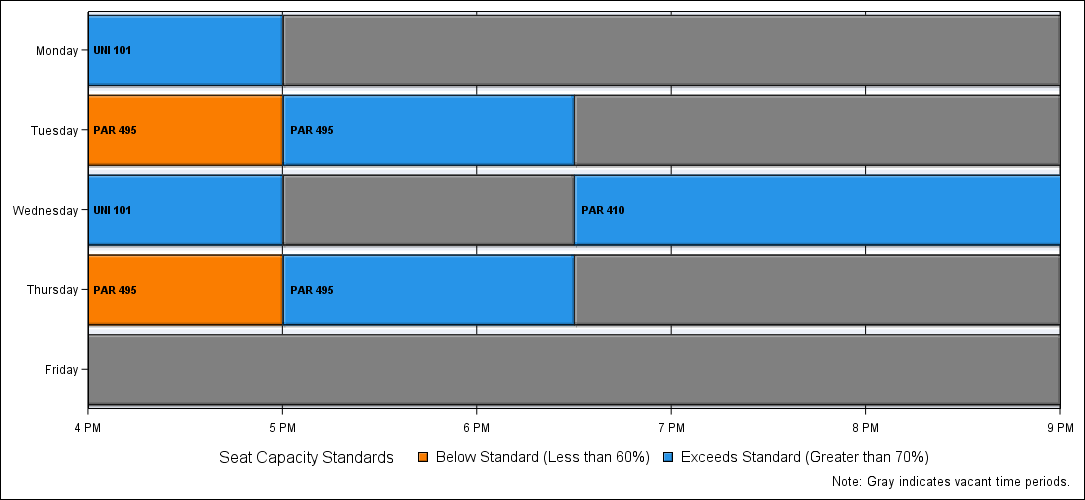 Monday
UNI 101
Tuesday
PAR 495
PAR 495
Wednesday
UNI 101
PAR 410
Thursday
PAR 495
PAR 495
Friday
4 PM 5 PM 6 PM 7 PM 8 PM 9 PM
Seat Capacity Standards Below Standard (Less than 60%) Exceeds Standard (Greater than 70%)
Note: Gray indicates vacant time periods.